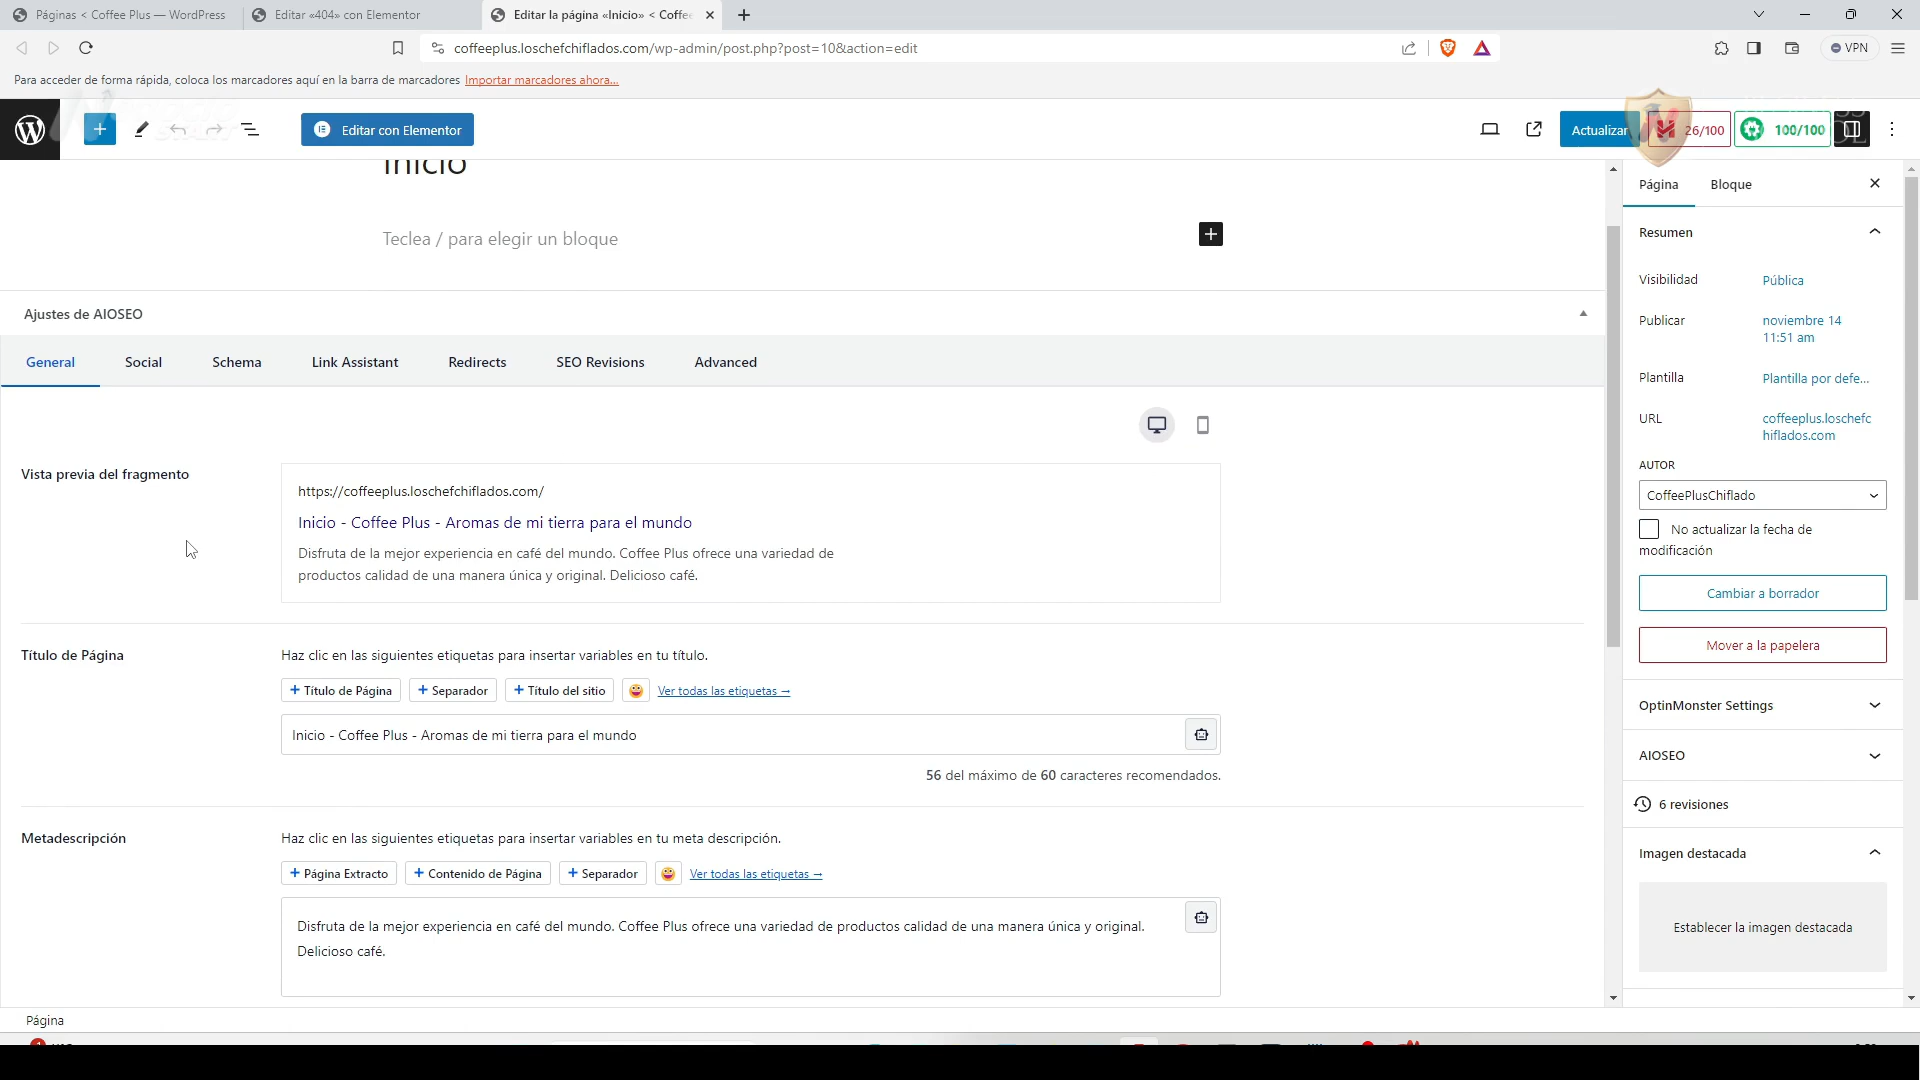 Páginas < Coffee Plus — WordPress
Editar «404» con Elementor
Editar la página «Inicio» < Coffe
coffeeplus.loschefchiflados.com/wp-admin/post.php?post=10&action=edit
VPN
Para acceder de forma rápida, coloca los marcadores aquí en la barra de marcadores Importar marcadores ahora...
Editar con Elementor
Actualizar
26/100
100/100
Inicio
Teclea / para elegir un bloque
Ajustes de AIOSEO
General
Social
Schema
Link Assistant
Redirects
SEO Revisions
Advanced
Vista previa del fragmento
https://coffeeplus.loschefchiflados.com/
Inicio - Coffee Plus - Aromas de mi tierra para el mundo
Disfruta de la mejor experiencia en café del mundo. Coffee Plus ofrece una variedad de
productos calidad de una manera única y original. Delicioso café.
Título de Página
Haz clic en las siguientes etiquetas para insertar variables en tu título.
+ Título de Página
+ Separador
+ Título del sitio
Ver todas las etiquetas →
Inicio - Coffee Plus - Aromas de mi tierra para el mundo
56 del máximo de 60 caracteres recomendados.
Metadescripción
Haz clic en las siguientes etiquetas para insertar variables en tu meta descripción.
+ Página Extracto
+ Contenido de Página
+ Separador
Ver todas las etiquetas →
Disfruta de la mejor experiencia en café del mundo. Coffee Plus ofrece una variedad de productos calidad de una manera única y original.
Delicioso café.
Página
Página
Bloque
Resumen
Visibilidad
Pública
Publicar
noviembre 14
11:51 am
Plantilla
Plantilla por defe...
URL
coffeeplus.loschefc
hiflados.com
AUTOR
CoffeePlusChiflado
No actualizar la fecha de
modificación
Cambiar a borrador
Mover a la papelera
OptinMonster Settings
AIOSEO
6 revisiones
Imagen destacada
Establecer la imagen destacada